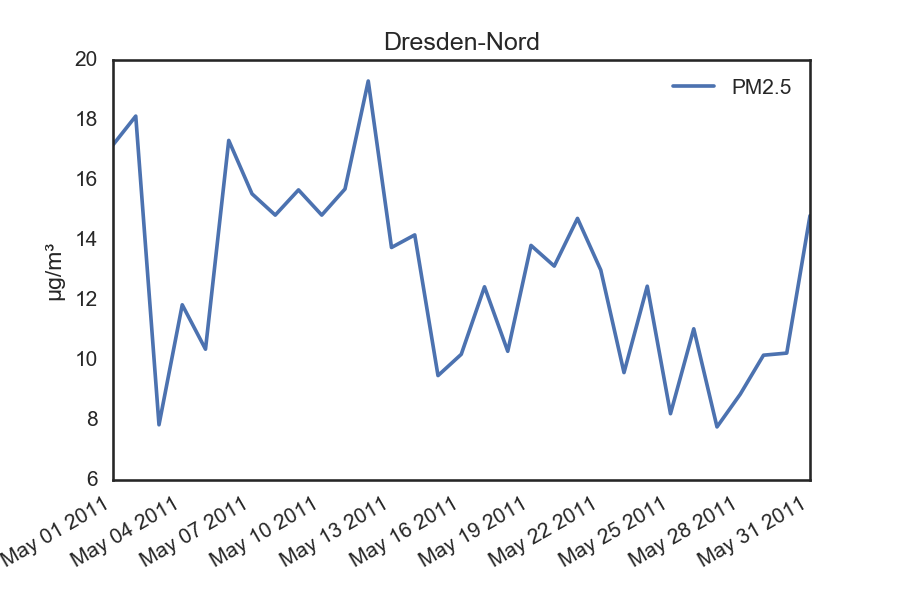 Dresden-Nord
PM2.5
µg/m³
20
18
16
14
12
10
8
6
May 01 2011
May 04 2011
May 07 2011
May 10 2011
May 13 2011
May 16 2011
May 19 2011
May 22 2011
May 25 2011
May 28 2011
May 31 2011